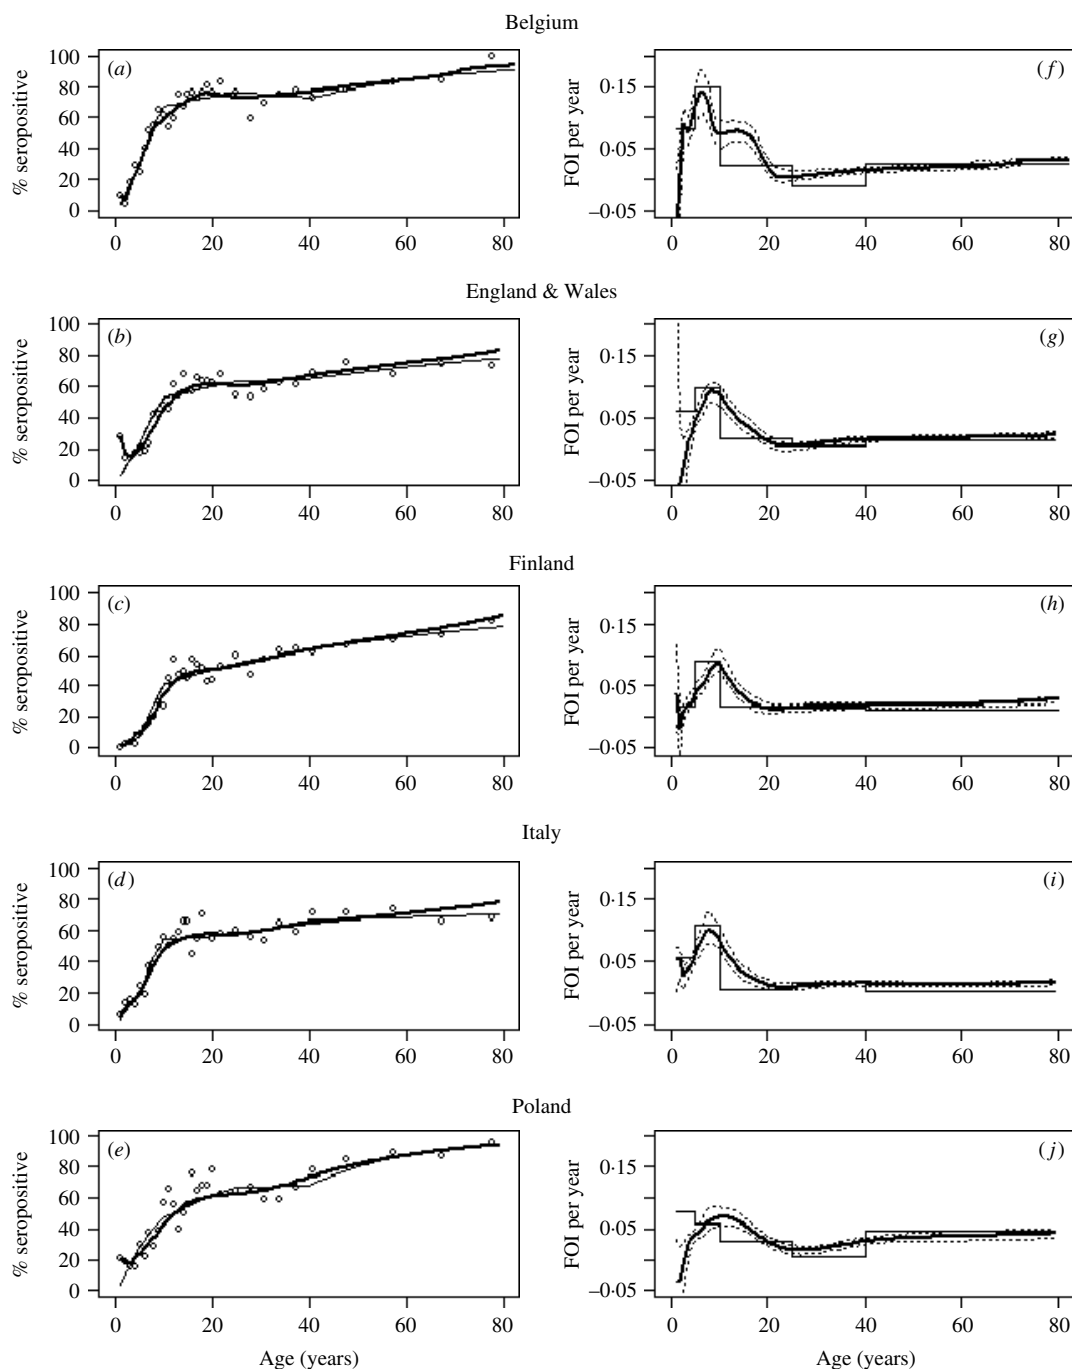 Belgium
(a)
% seropositive
100
80
60
40
20
0
0 20 40 60 80
(f)
FOI per year
0·15
0·05
–0·05
0 20 40 60 80
England & Wales
(b)
% seropositive
100
80
60
40
20
0
0 20 40 60 80
(g)
FOI per year
0·15
0·05
–0·05
0 20 40 60 80
Finland
(c)
% seropositive
100
80
60
40
20
0
0 20 40 60 80
(h)
FOI per year
0·15
0·05
–0·05
0 20 40 60 80
Italy
(d)
% seropositive
100
80
60
40
20
0
0 20 40 60 80
(i)
FOI per year
0·15
0·05
–0·05
0 20 40 60 80
Poland
(e)
% seropositive
100
80
60
40
20
0
0 20 40 60 80
Age (years)
(j)
FOI per year
0·15
0·05
–0·05
0 20 40 60 80
Age (years)